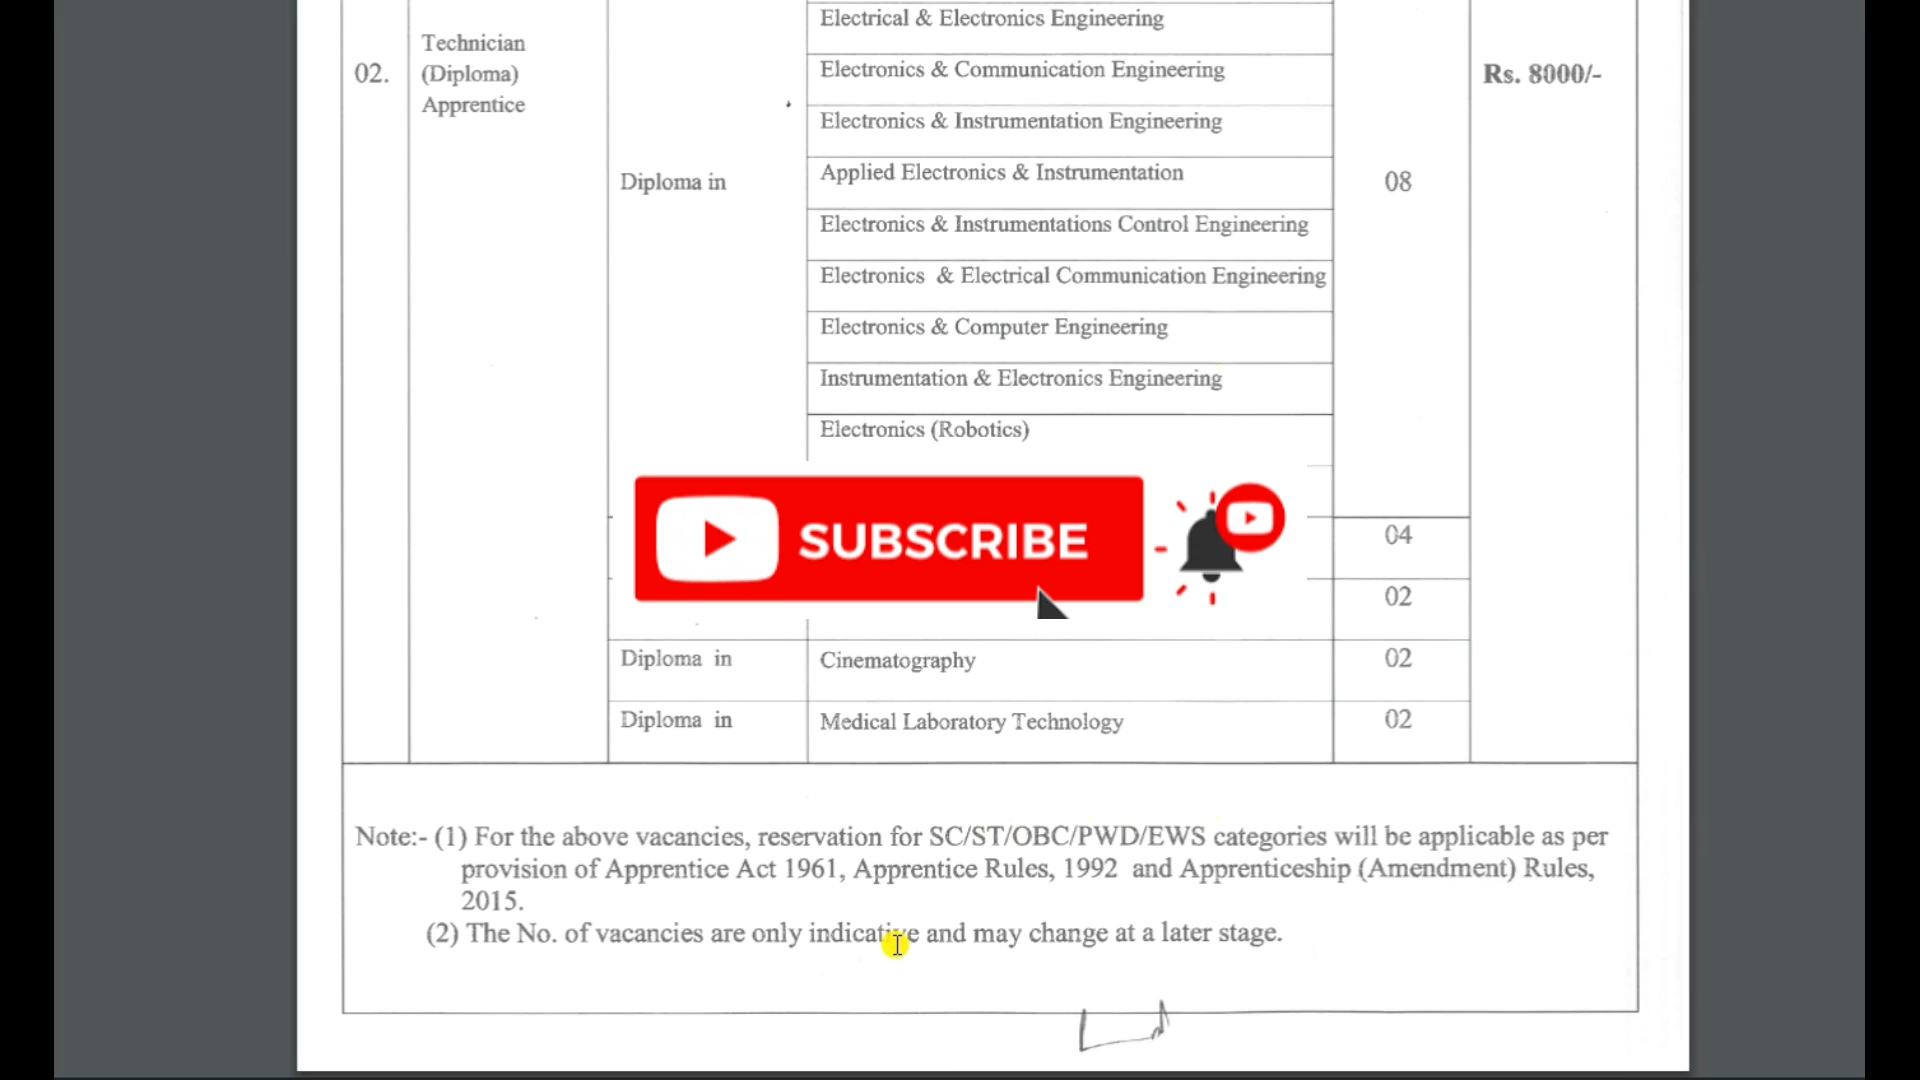 Electrical & Electronics Engineering
Technician
02.
(Diploma)
Apprentice
Electronics & Communication Engineering
Rs. 8000/-
Electronics & Instrumentation Engineering
Diploma in
Applied Electronics & Instrumentation
08
Electronics & Instrumentations Control Engineering
Electronics & Electrical Communication Engineering
Electronics & Computer Engineering
Instrumentation & Electronics Engineering
Electronics (Robotics)
SUBSCRIBE
04
02
Diploma in Cinematography 02
Diploma in Medical Laboratory Technology 02
Note:- (1) For the above vacancies, reservation for SC/ST/OBC/PWD/EWS categories will be applicable as per
provision of Apprentice Act 1961, Apprentice Rules, 1992 and Apprenticeship (Amendment) Rules,
2015.
(2) The No. of vacancies are only indicative and may change at a later stage.